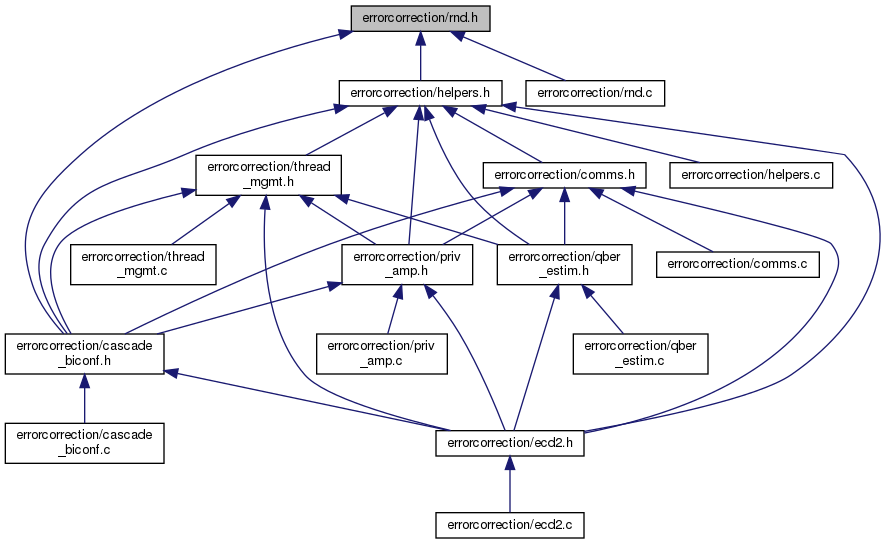 errorcorrection/rnd.h
errorcorrection/helpers.h
errorcorrection/rnd.c
errorcorrection/thread
_mgmt.h
errorcorrection/comms.h
errorcorrection/helpers.c
errorcorrection/thread
_mgmt.c
errorcorrection/priv
_amp.h
errorcorrection/qber
_estim.h
errorcorrection/comms.c
errorcorrection/cascade
_biconf.h
errorcorrection/priv
_amp.c
errorcorrection/qber
_estim.c
errorcorrection/cascade
_biconf.c
errorcorrection/ecd2.h
errorcorrection/ecd2.c